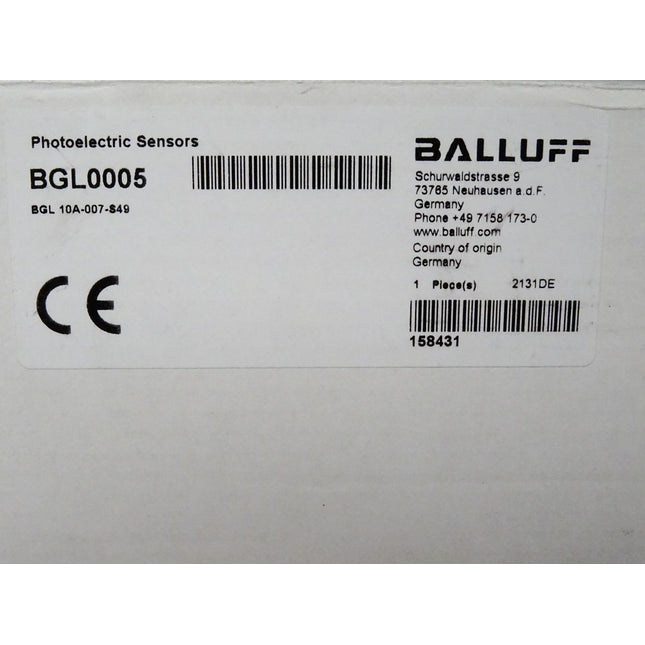 Photoelectric Sensors
BGL0005
BGL 10A-007-S49
CE
BALLUFF
Schurwaldstrasse 9
73765 Neuhausen a.d.F.
Germany
Phone +49 7158 173-0
www.balluff.com
Country of origin
Germany
1 Piece(s) 2131DE
158431